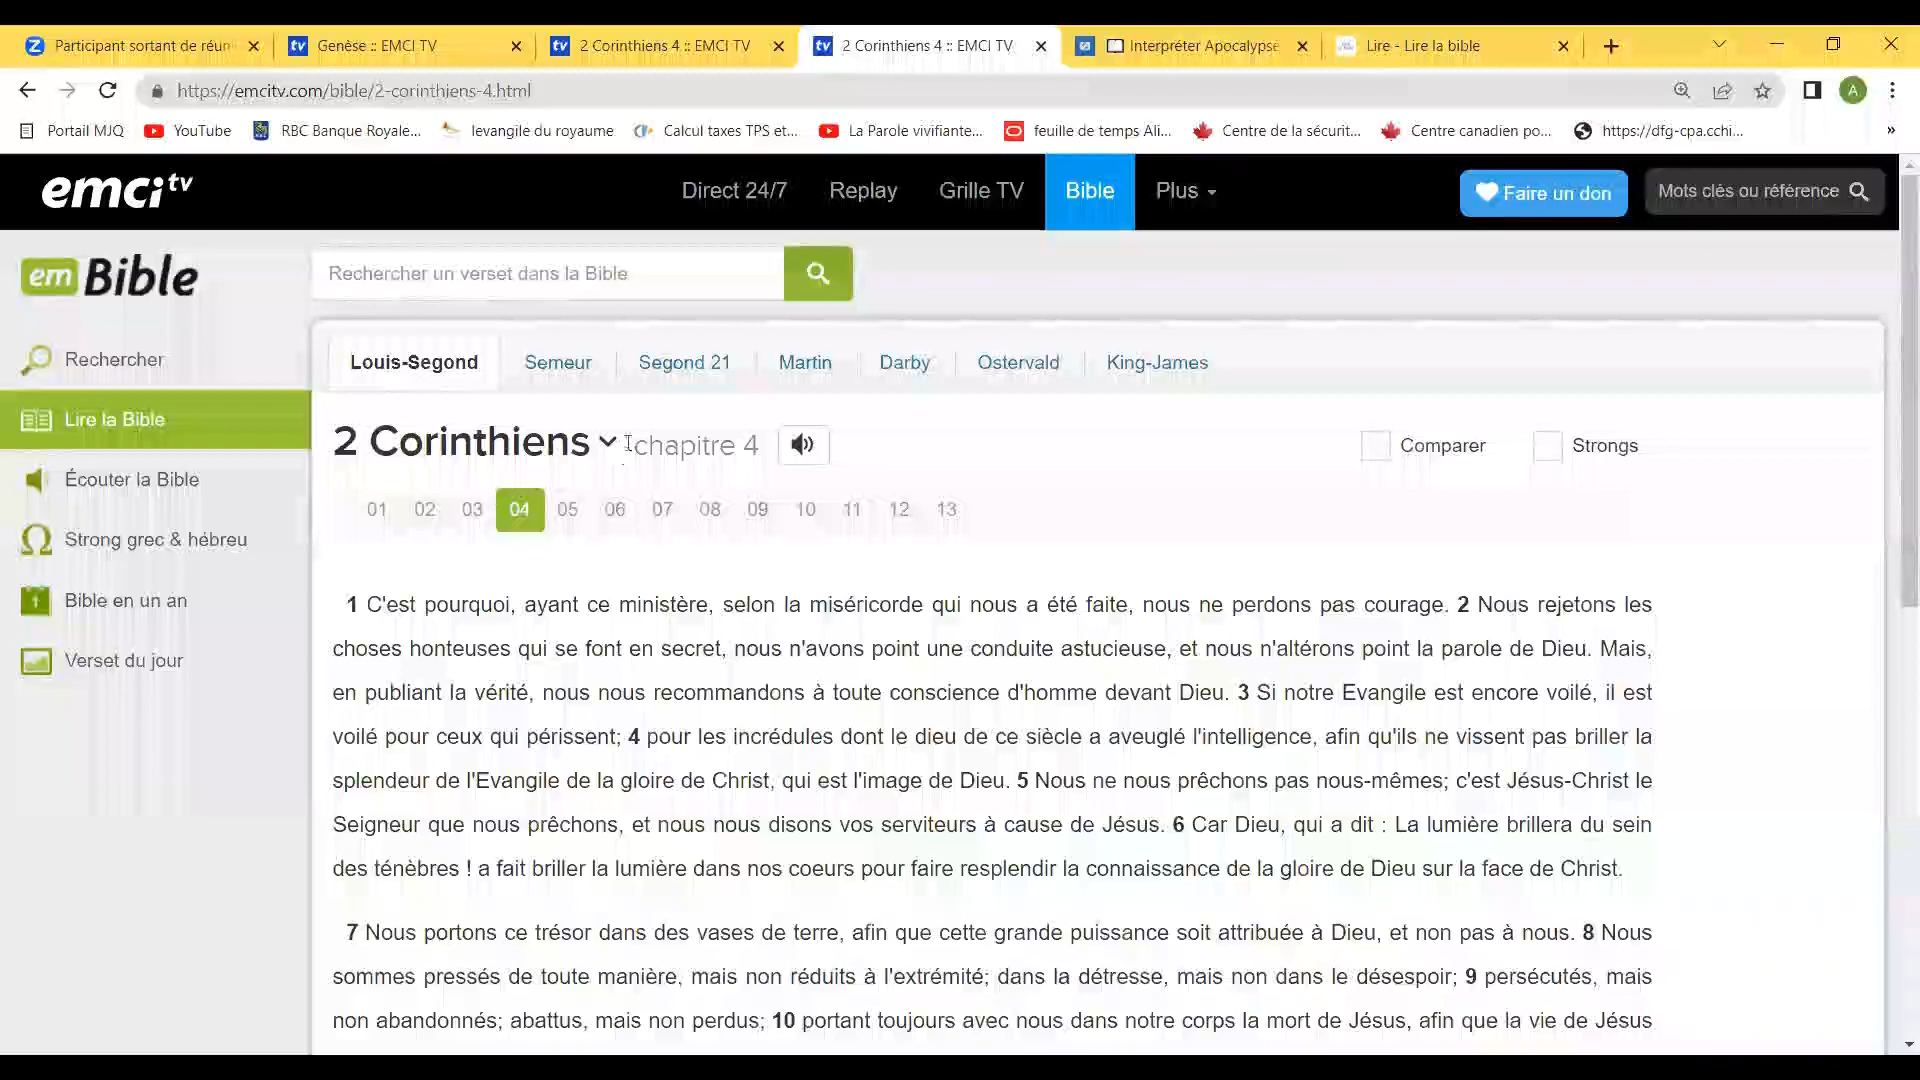 Participant sortant de réun
Genèse :: EMCI TV
2 Corinthiens 4 :: EMCI TV
2 Corinthiens 4 :: EMCI TV
Interpréter Apocalypse
Lire - Lire la bible
https://emcitv.com/bible/2-corinthiens-4.html
A
Portail MJQ
YouTube
RBC Banque Royale...
levangile du royaume
Calcul taxes TPS et...
La Parole vivifiante...
feuille de temps Ali...
Centre de la sécurit...
Centre canadien po...
https://dfg-cpa.cchi...
»
emci tv
Direct 24/7
Replay
Grille TV
Bible
Plus
Faire un don
Mots clés ou référence
em Bible
Rechercher un verset dans la Bible
Rechercher
Lire la Bible
Écouter la Bible
Strong grec & hébreu
Bible en un an
Verset du jour
Louis-Segond
Semeur
Segond 21
Martin
Darby
Ostervald
King-James
2 Corinthiens chapitre 4
Comparer
Strongs
01 02 03 04 05 06 07 08 09 10 11 12 13
1 C'est pourquoi, ayant ce ministère, selon la miséricorde qui nous a été faite, nous ne perdons pas courage. 2 Nous rejetons les
choses honteuses qui se font en secret, nous n'avons point une conduite astucieuse, et nous n'altérons point la parole de Dieu. Mais,
en publiant la vérité, nous nous recommandons à toute conscience d'homme devant Dieu. 3 Si notre Evangile est encore voilé, il est
voilé pour ceux qui périssent; 4 pour les incrédules dont le dieu de ce siècle a aveuglé l'intelligence, afin qu'ils ne vissent pas briller la
splendeur de l'Evangile de la gloire de Christ, qui est l'image de Dieu. 5 Nous ne nous prêchons pas nous-mêmes; c'est Jésus-Christ le
Seigneur que nous prêchons, et nous nous disons vos serviteurs à cause de Jésus. 6 Car Dieu, qui a dit : La lumière brillera du sein
des ténèbres ! a fait briller la lumière dans nos coeurs pour faire resplendir la connaissance de la gloire de Dieu sur la face de Christ.
7 Nous portons ce trésor dans des vases de terre, afin que cette grande puissance soit attribuée à Dieu, et non pas à nous. 8 Nous
sommes pressés de toute manière, mais non réduits à l'extrémité; dans la détresse, mais non dans le désespoir; 9 persécutés, mais
non abandonnés; abattus, mais non perdus; 10 portant toujours avec nous dans notre corps la mort de Jésus, afin que la vie de Jésus